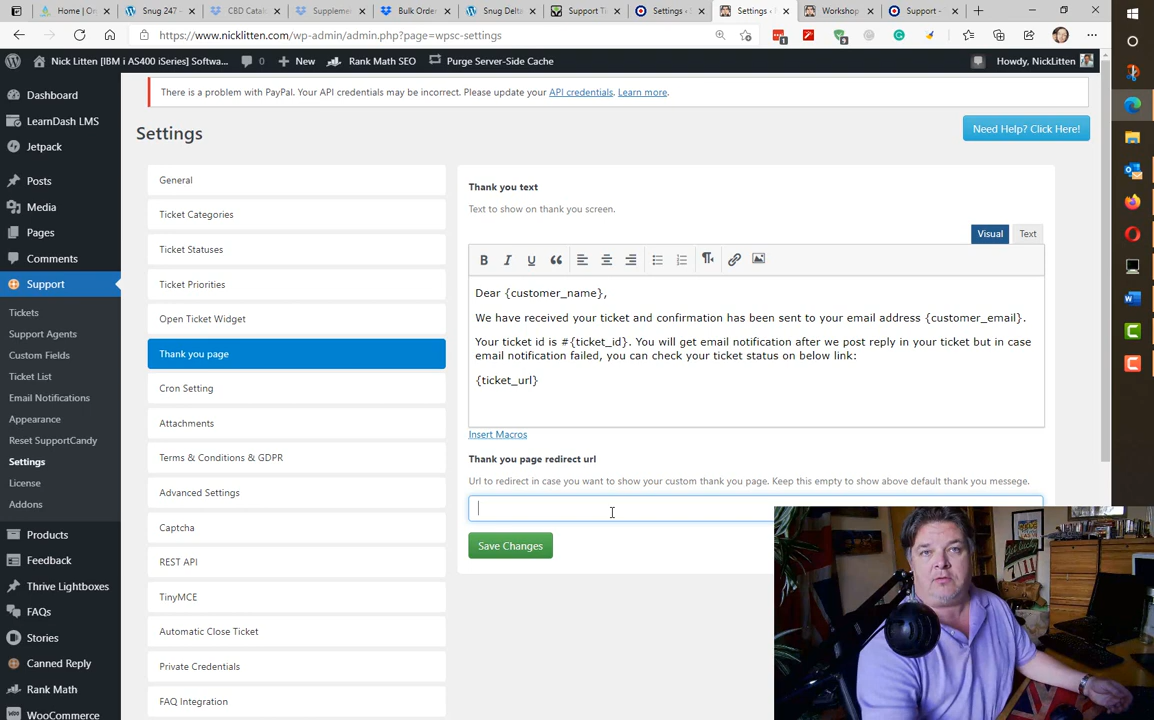 Home | On
Snug 247 -
CBD Catal
Supplemen
Bulk Order
Snug Delta
Support Ti
Settings ‹
Settings ‹
Workshop
Support -
https://www.nicklitten.com/wp-admin/admin.php?page=wpsc-settings
Nick Litten [IBM i AS400 iSeries] Softwa...
0
New
Rank Math SEO
Purge Server-Side Cache
Howdy, NickLitten
Dashboard
LearnDash LMS
Jetpack
Posts
Media
Pages
Comments
Support
Tickets
Support Agents
Custom Fields
Ticket List
Email Notifications
Appearance
Reset SupportCandy
Settings
License
Addons
Products
Feedback
Thrive Lightboxes
FAQs
Stories
Canned Reply
Rank Math
WooCommerce
There is a problem with PayPal. Your API credentials may be incorrect. Please update your API credentials. Learn more.
Settings
Need Help? Click Here!
General
Ticket Categories
Ticket Statuses
Ticket Priorities
Open Ticket Widget
Thank you page
Cron Setting
Attachments
Terms & Conditions & GDPR
Advanced Settings
Captcha
REST API
TinyMCE
Automatic Close Ticket
Private Credentials
FAQ Integration
Thank you text
Text to show on thank you screen.
Visual
Text
Dear {customer_name},
We have received your ticket and confirmation has been sent to your email address {customer_email}.
Your ticket id is #{ticket_id}. You will get email notification after we post reply in your ticket but in case
email notification failed, you can check your ticket status on below link:
{ticket_url}
Insert Macros
Thank you page redirect url
Url to redirect in case you want to show your custom thank you page. Keep this empty to show above default thank you messege.
Save Changes